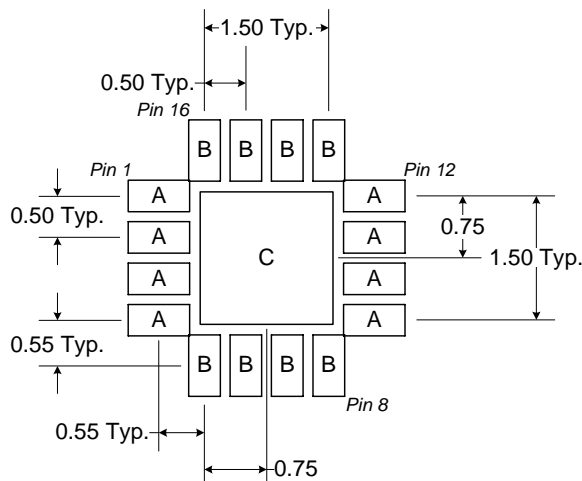 1.50 Typ.
0.50 Typ.
Pin 16
B B B B
Pin 1
Pin 12
A A
0.50 Typ.
0.75
A A
C
1.50 Typ.
A A
A A
0.55 Typ.
B B B B
Pin 8
0.55 Typ.
0.75